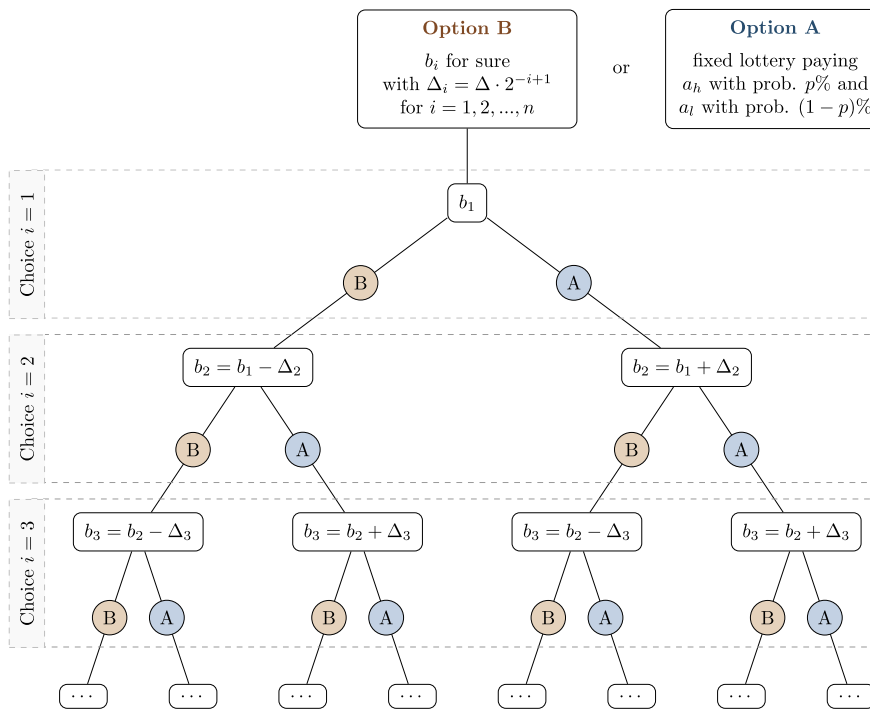 Option B
b_i for sure
with Δ_i = Δ · 2^{−i+1}
for i = 1, 2, ..., n
or
Option A
fixed lottery paying
a_h with prob. p% and
a_l with prob. (1 − p)%
Choice i = 1
b_1
B
A
Choice i = 2
b_2 = b_1 − Δ_2
b_2 = b_1 + Δ_2
B
A
B
A
Choice i = 3
b_3 = b_2 − Δ_3
b_3 = b_2 + Δ_3
b_3 = b_2 − Δ_3
b_3 = b_2 + Δ_3
B
A
B
A
B
A
B
A
···
···
···
···
···
···
···
···